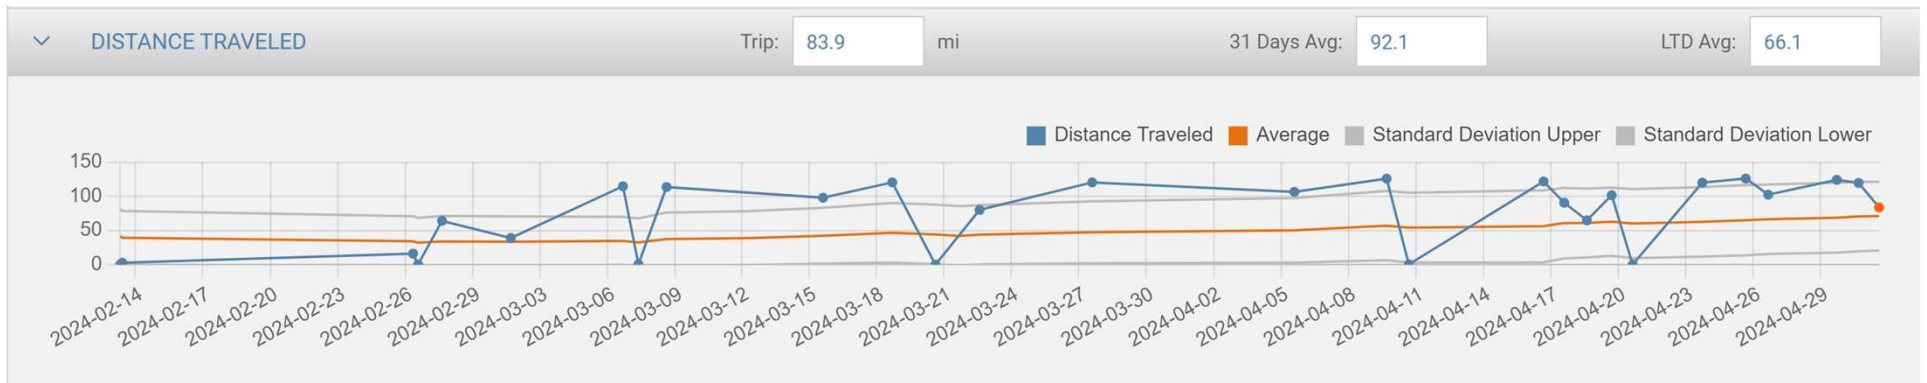 DISTANCE TRAVELED Trip: 83.9 mi 31 Days Avg: 92.1 LTD Avg: 66.1
Distance Traveled Average Standard Deviation Upper Standard Deviation Lower
150
100
50
0
2024-02-14 2024-02-17 2024-02-20 2024-02-23 2024-02-26 2024-02-29 2024-03-03 2024-03-06 2024-03-09 2024-03-12 2024-03-15 2024-03-18 2024-03-21 2024-03-24 2024-03-27 2024-03-30 2024-04-02 2024-04-05 2024-04-08 2024-04-11 2024-04-14 2024-04-17 2024-04-20 2024-04-23 2024-04-26 2024-04-29